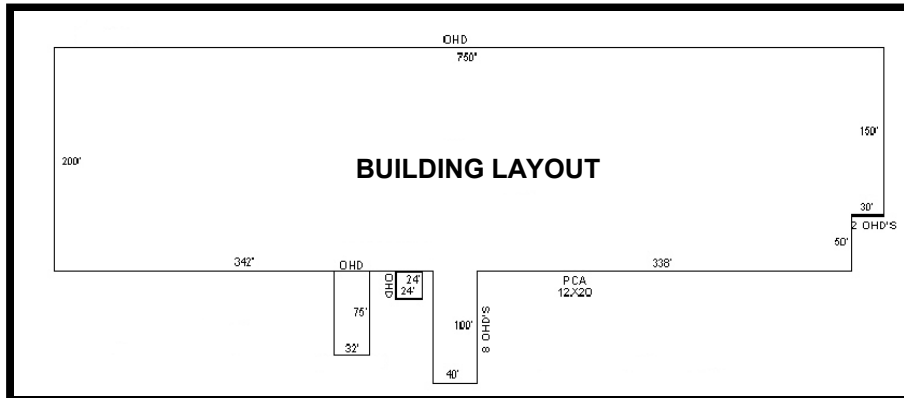 OHD
750'
150'
200'
BUILDING LAYOUT
30'
2 OHD'S
50'
342'
OHD
338'
OHD
24'
24'
PCA
12X20
75'
100'
8 OHD'S
32'
40'